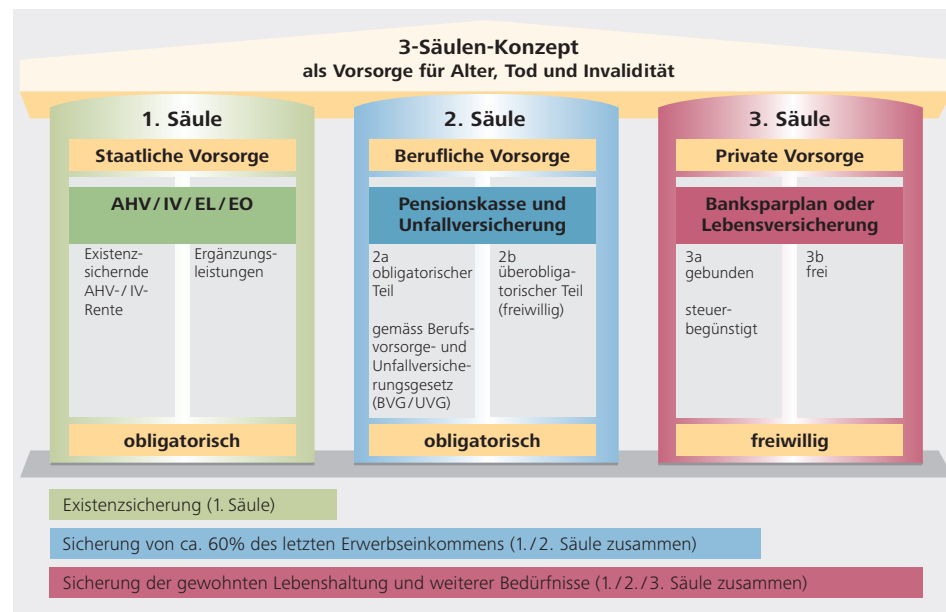 3-Säulen-Konzept
als Vorsorge für Alter, Tod und Invalidität
1. Säule
Staatliche Vorsorge
AHV / IV / EL / EO
Existenz-
sichernde
AHV- / IV-
Rente
Ergänzungs-
leistungen
obligatorisch
2. Säule
Berufliche Vorsorge
Pensionskasse und
Unfallversicherung
2a
obligatorischer
Teil
gemäss Berufs-
vorsorge- und
Unfallversiche-
rungsgesetz
(BVG / UVG)
2b
überobliga-
torischer Teil
(freiwillig)
obligatorisch
3. Säule
Private Vorsorge
Banksparplan oder
Lebensversicherung
3a
gebunden
steuer-
begünstigt
3b
frei
freiwillig
Existenzsicherung (1. Säule)
Sicherung von ca. 60% des letzten Erwerbseinkommens (1. / 2. Säule zusammen)
Sicherung der gewohnten Lebenshaltung und weiterer Bedürfnisse (1. / 2. / 3. Säule zusammen)